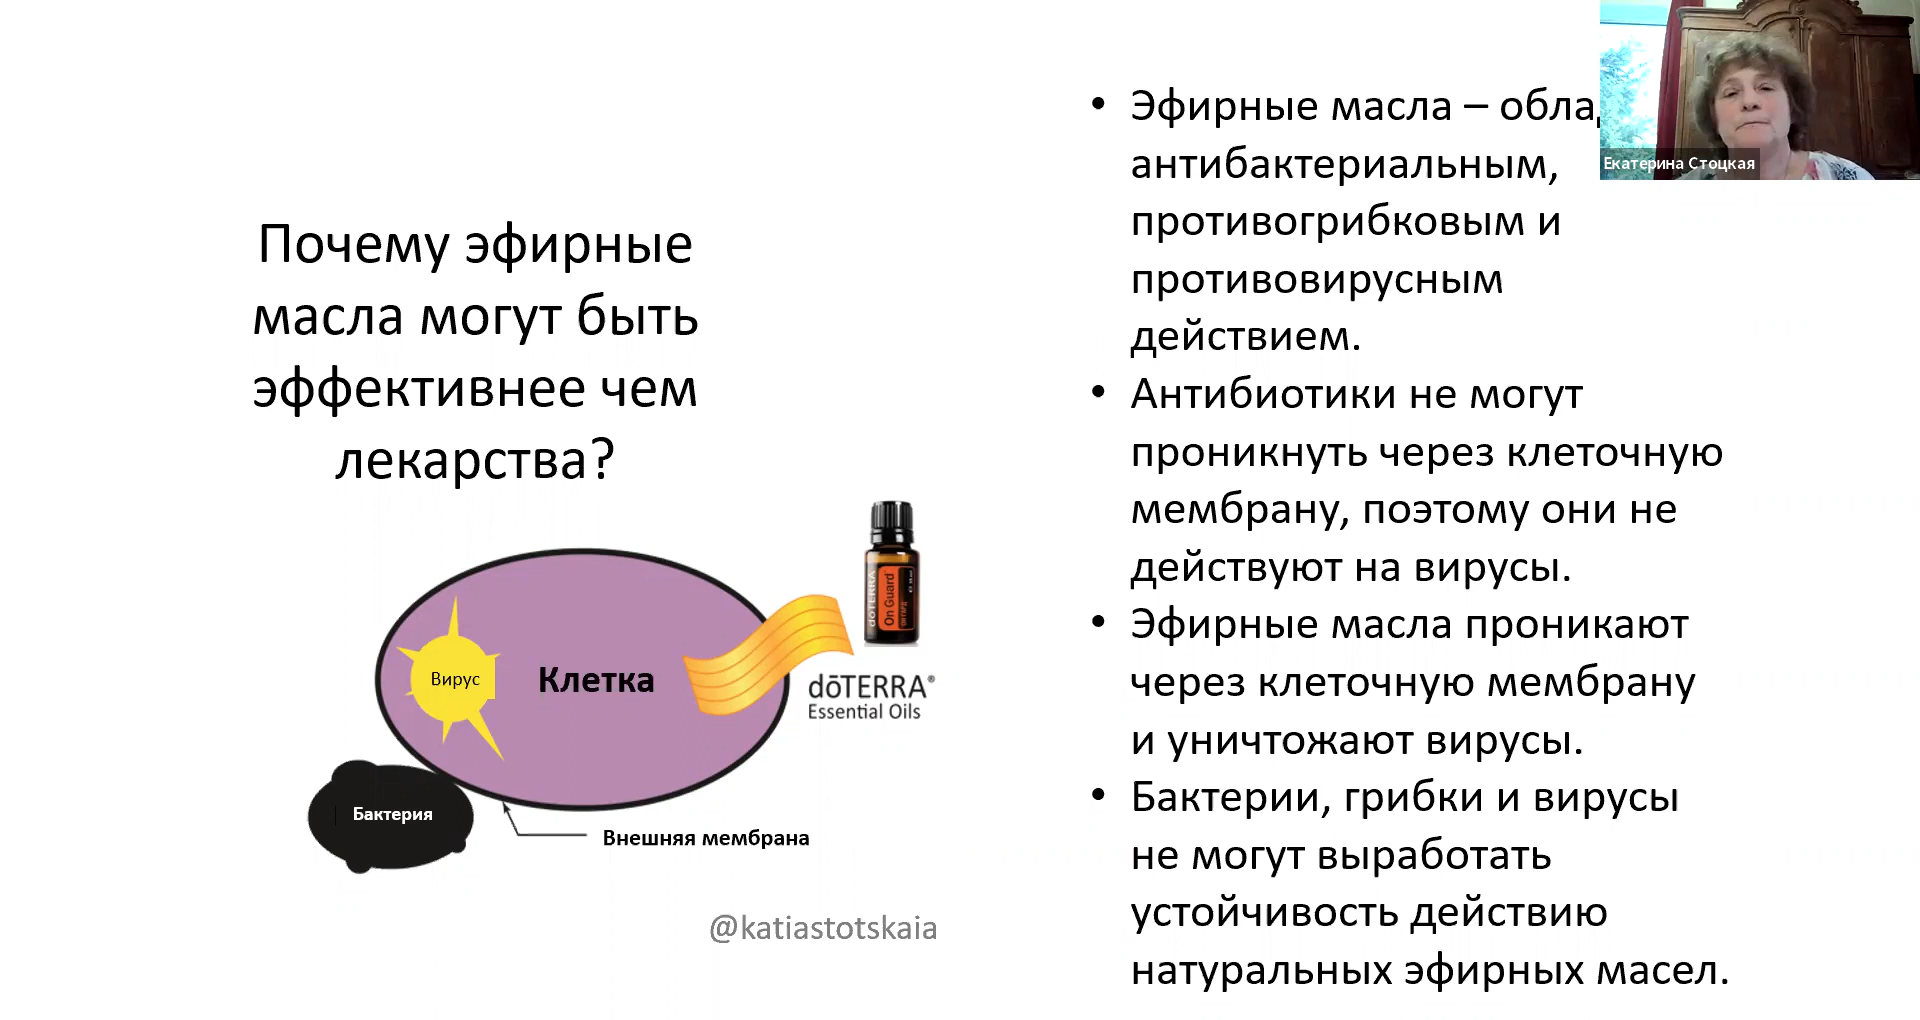 Почему эфирные
масла могут быть
эффективнее чем
лекарства?
Вирус
Клетка
Бактерия
Внешняя мембрана
dōTERRA
On Guard
dōTERRA®
Essential Oils
@katiastotskaia
• Эфирные масла –
антибактериальным,
противогрибковым и
противовирусным
действием.
• Антибиотики не могут
проникнуть через клеточную
мембрану, поэтому они не
действуют на вирусы.
• Эфирные масла проникают
через клеточную мембрану
и уничтожают вирусы.
• Бактерии, грибки и вирусы
не могут выработать
устойчивость действию
натуральных эфирных масел.
Екатерина Стоцкая